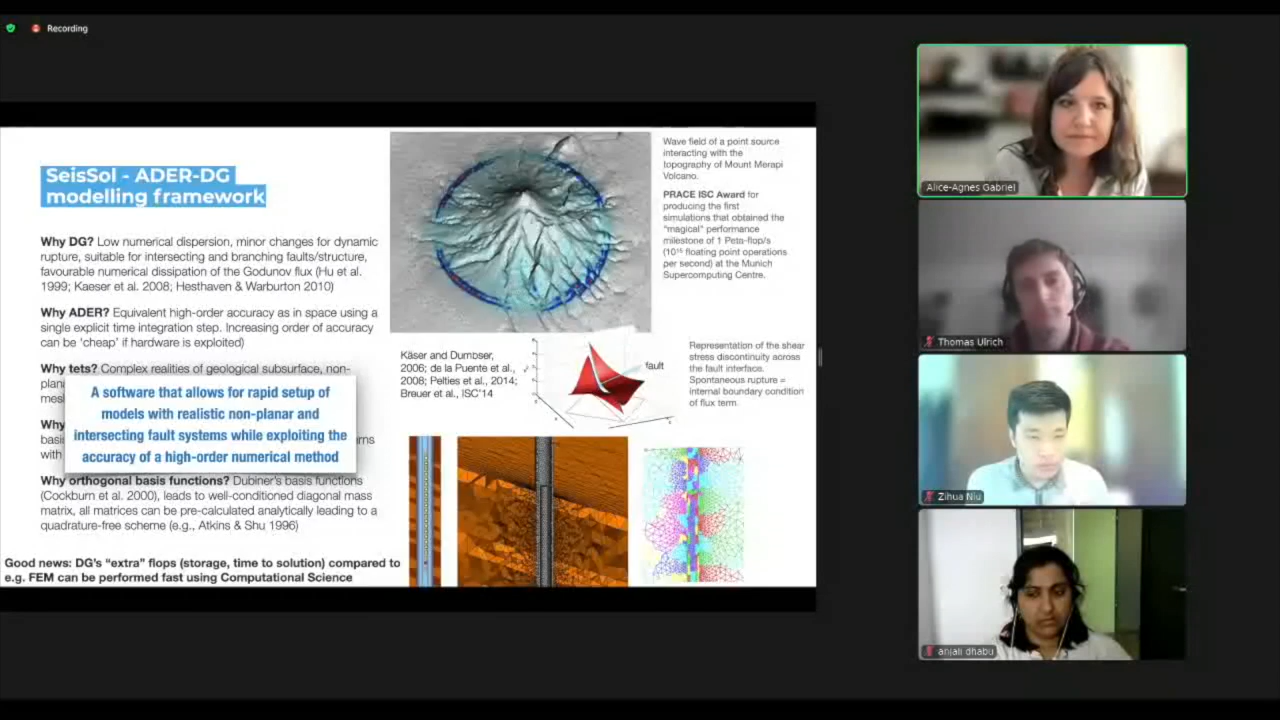 Recording
SeisSol - ADER-DG
modelling framework
Why DG? Low numerical dispersion, minor changes for dynamic
rupture, suitable for intersecting and branching faults/structure,
favourable numerical dissipation of the Godunov flux (Hu et al.
1999; Kaeser et al. 2008; Hesthaven & Warburton 2010)
Why ADER? Equivalent high-order accuracy as in space using a
single explicit time integration step. Increasing order of accuracy
can be 'cheap' if hardware is exploited)
Why tets? Complex realities of geological subsurface, non-
A software that allows for rapid setup of
models with realistic non-planar and
intersecting fault systems while exploiting the
accuracy of a high-order numerical method
Why
with
Why orthogonal basis functions? Dubiner's basis functions
(Cockburn et al. 2000), leads to well-conditioned diagonal mass
matrix, all matrices can be pre-calculated analytically leading to a
quadrature-free scheme (e.g., Atkins & Shu 1996)
Good news: DG's "extra" flops (storage, time to solution) compared to
e.g. FEM can be performed fast using Computational Science
Wave field of a point source
interacting with the
topography of Mount Merapi
Volcano.
PRACE ISC Award for
producing the first
simulations that obtained the
"magical" performance
milestone of 1 Peta-flop/s
(10¹⁵ floating point operations
per second) at the Munich
Supercomputing Centre.
Käser and Dumbser,
2006; de la Puente et al.,
2008; Pelties et al., 2014;
Breuer et al., ISC'14
fault
Representation of the shear
stress discontinuity across
the fault interface.
Spontaneous rupture =
internal boundary condition
of flux term.
Alice-Agnes Gabriel
Thomas Ulrich
Zihua Niu
anjali dhabu